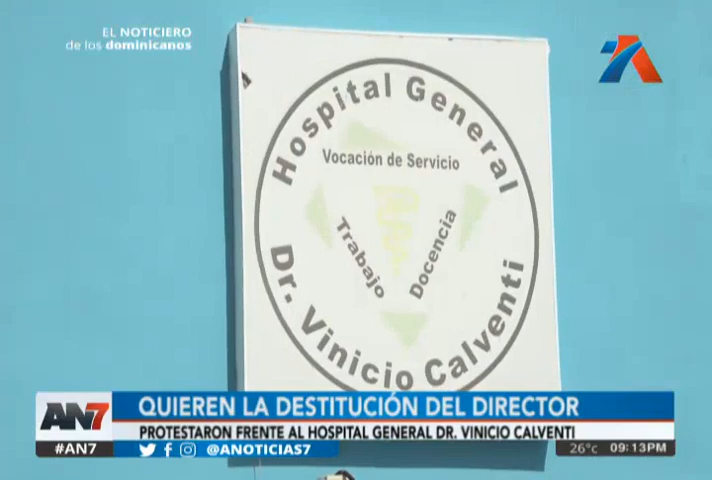 EL NOTICIERO
de los dominicanos
Hospital General
Vocación de Servicio
Trabajo
Docencia
Dr. Vinicio Calventi
AN7
QUIEREN LA DESTITUCIÓN DEL DIRECTOR
PROTESTARON FRENTE AL HOSPITAL GENERAL DR. VINICIO CALVENTI
#AN7
@ANOTICIAS7
26°c
09:13PM